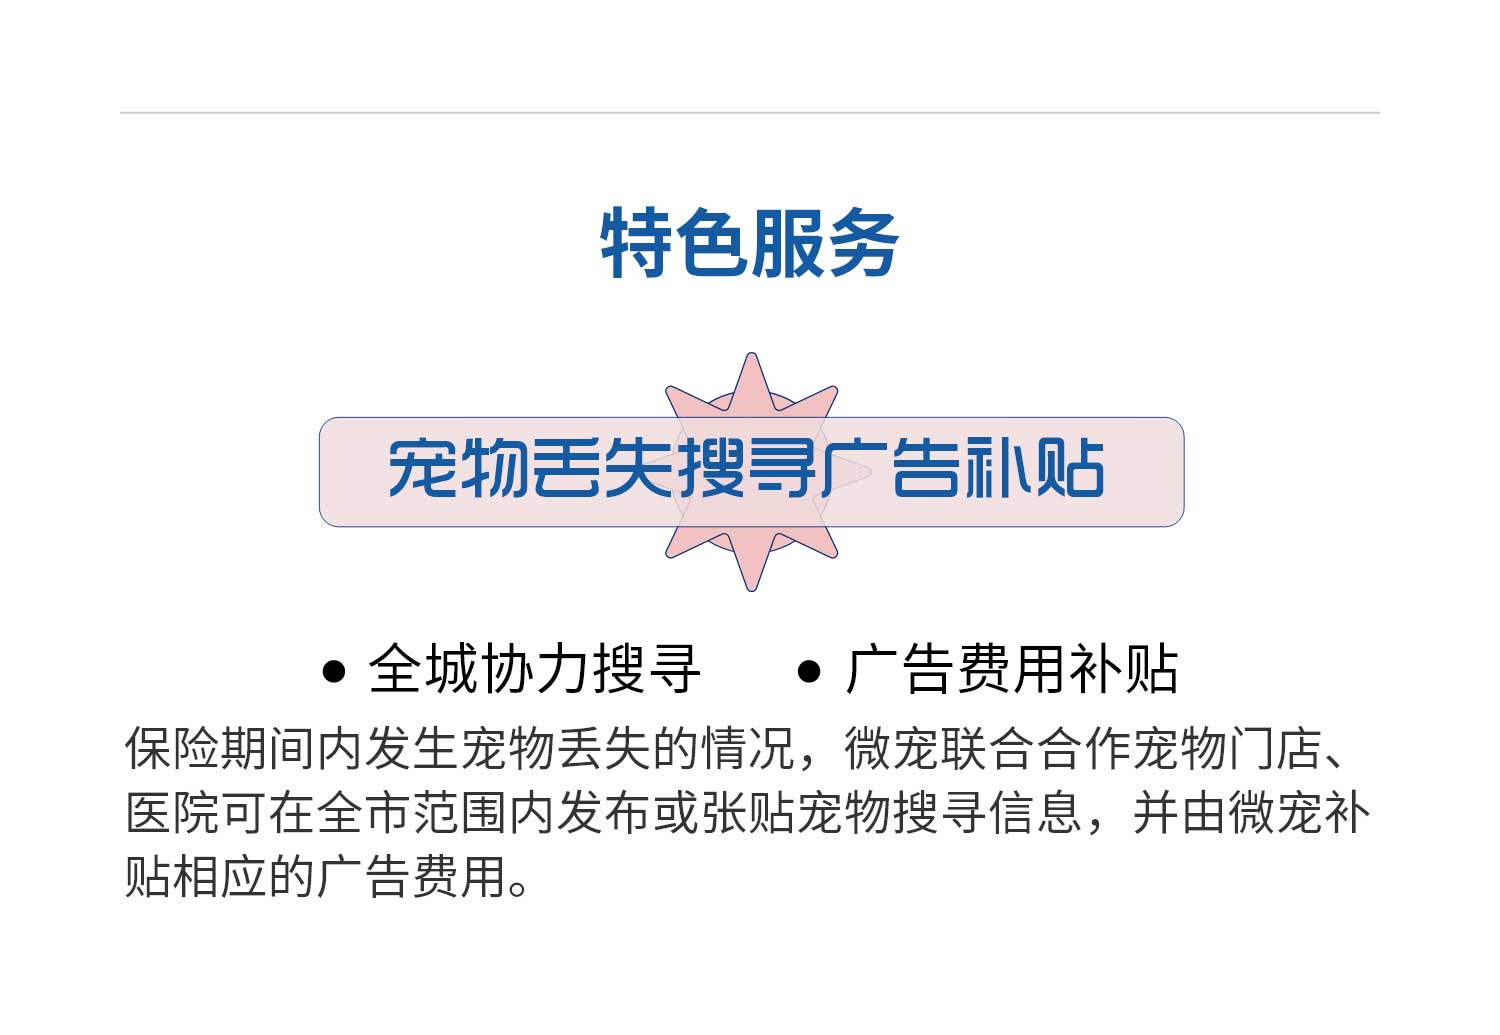 特色服务
宠物丢失搜寻广告补贴
● 全城协力搜寻 ● 广告费用补贴
保险期间内发生宠物丢失的情况，微宠联合合作宠物门店、
医院可在全市范围内发布或张贴宠物搜寻信息，并由微宠补
贴相应的广告费用。